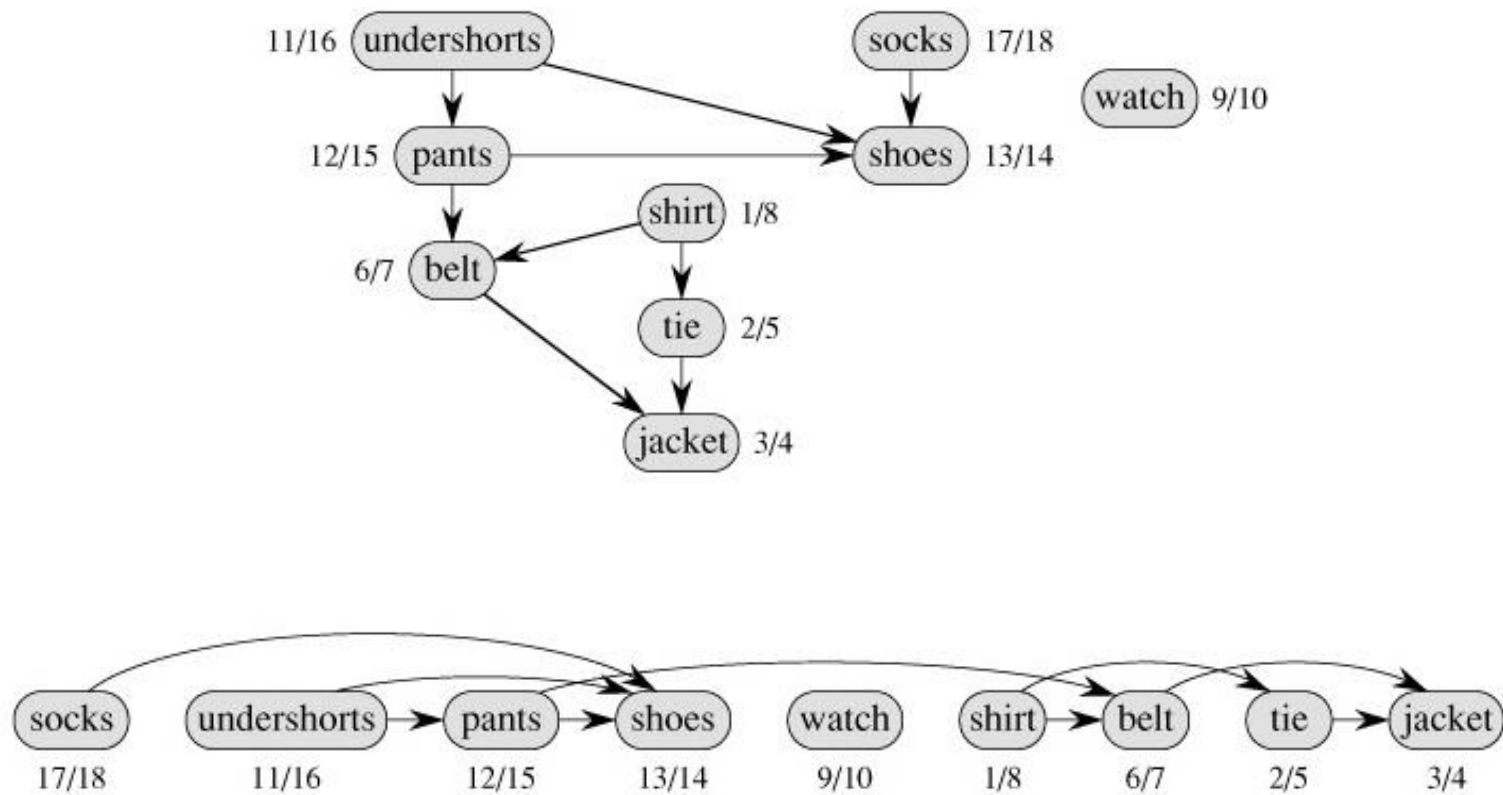 11/16 undershorts socks 17/18
watch 9/10
12/15 pants shoes 13/14
shirt 1/8
6/7 belt
tie 2/5
jacket 3/4
socks undershorts pants shoes watch shirt belt tie jacket
17/18 11/16 12/15 13/14 9/10 1/8 6/7 2/5 3/4